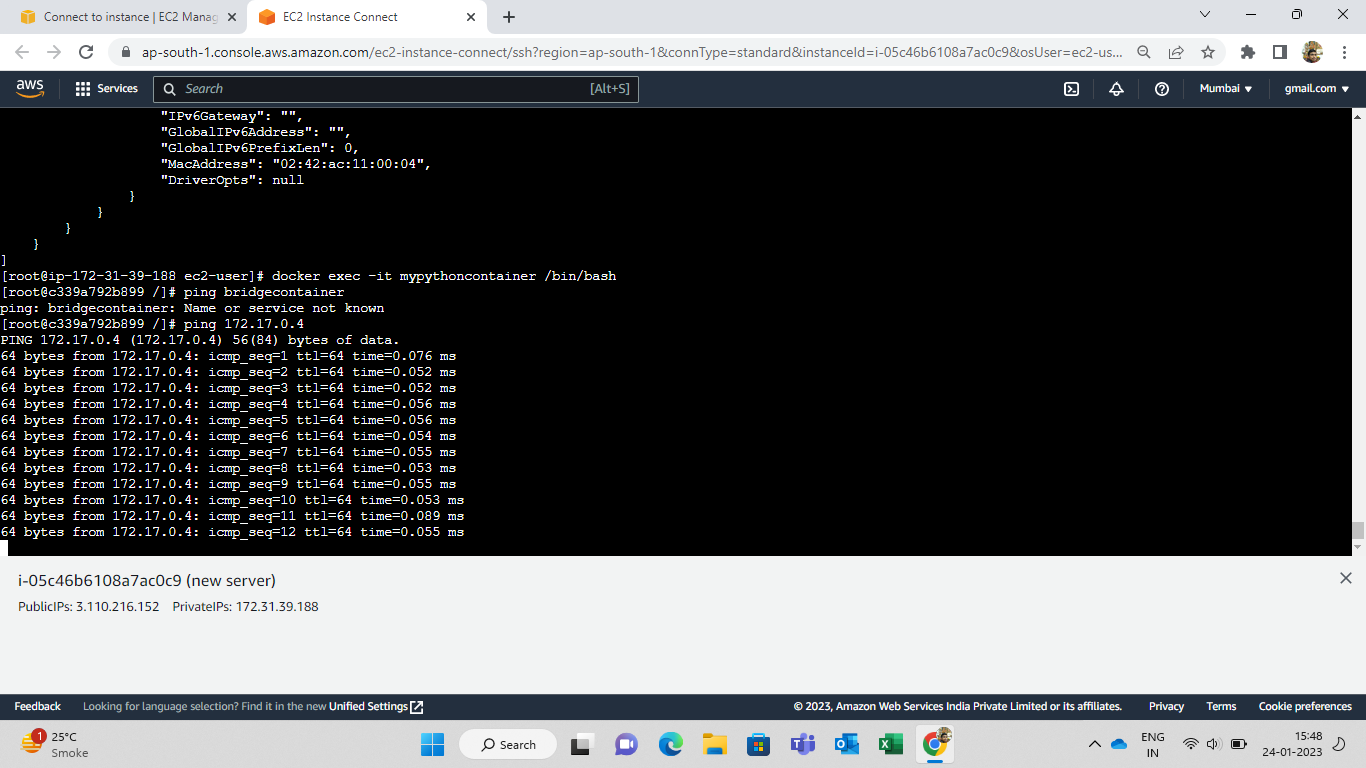 Connect to instance | EC2 Manag
EC2 Instance Connect
ap-south-1.console.aws.amazon.com/ec2-instance-connect/ssh?region=ap-south-1&connType=standard&instanceId=i-05c46b6108a7ac0c9&osUser=ec2-us...
aws
Services
Search
[Alt+S]
Mumbai
gmail.com
"IPv6Gateway": "",
"GlobalIPv6Address": "",
"GlobalIPv6PrefixLen": 0,
"MacAddress": "02:42:ac:11:00:04",
"DriverOpts": null
}
}
}
}
]
[root@ip-172-31-39-188 ec2-user]# docker exec -it mypythoncontainer /bin/bash
[root@c339a792b899 /]# ping bridgecontainer
ping: bridgecontainer: Name or service not known
[root@c339a792b899 /]# ping 172.17.0.4
PING 172.17.0.4 (172.17.0.4) 56(84) bytes of data.
64 bytes from 172.17.0.4: icmp_seq=1 ttl=64 time=0.076 ms
64 bytes from 172.17.0.4: icmp_seq=2 ttl=64 time=0.052 ms
64 bytes from 172.17.0.4: icmp_seq=3 ttl=64 time=0.052 ms
64 bytes from 172.17.0.4: icmp_seq=4 ttl=64 time=0.056 ms
64 bytes from 172.17.0.4: icmp_seq=5 ttl=64 time=0.056 ms
64 bytes from 172.17.0.4: icmp_seq=6 ttl=64 time=0.054 ms
64 bytes from 172.17.0.4: icmp_seq=7 ttl=64 time=0.055 ms
64 bytes from 172.17.0.4: icmp_seq=8 ttl=64 time=0.053 ms
64 bytes from 172.17.0.4: icmp_seq=9 ttl=64 time=0.055 ms
64 bytes from 172.17.0.4: icmp_seq=10 ttl=64 time=0.053 ms
64 bytes from 172.17.0.4: icmp_seq=11 ttl=64 time=0.089 ms
64 bytes from 172.17.0.4: icmp_seq=12 ttl=64 time=0.055 ms
i-05c46b6108a7ac0c9 (new server)
PublicIPs: 3.110.216.152 PrivateIPs: 172.31.39.188
Feedback
Looking for language selection? Find it in the new Unified Settings
© 2023, Amazon Web Services India Private Limited or its affiliates.
Privacy
Terms
Cookie preferences
1
25°C
Smoke
Search
ENG
IN
15:48
24-01-2023